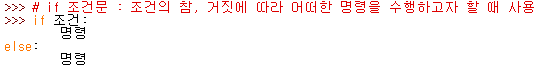 >>> # if 조건문 : 조건의 참, 거짓에 따라 어떠한 명령을 수행하고자 할 때 사용
>>> if 조건:
        명령
else:
        명령